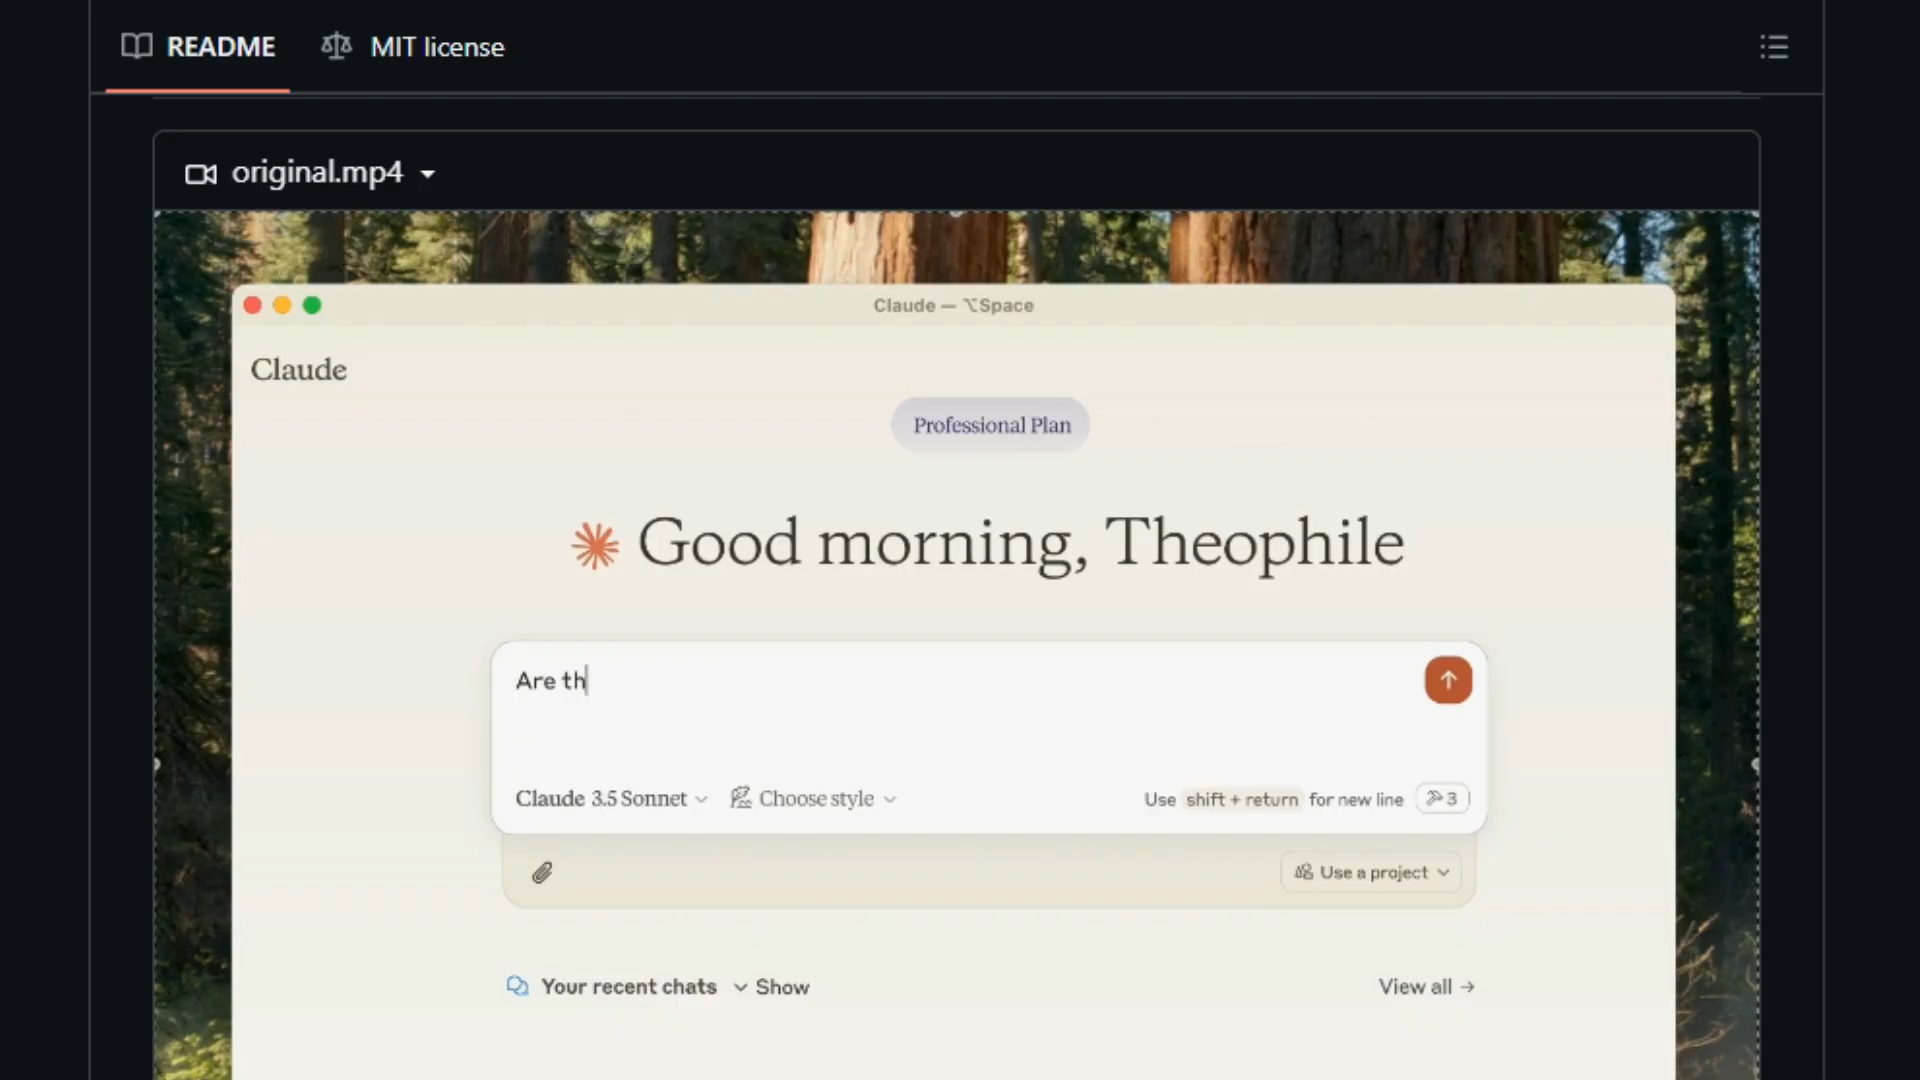 README MIT license
original.mp4
Claude — ⌥Space
Claude
Professional Plan
Good morning, Theophile
Are th
Claude 3.5 Sonnet Choose style Use shift + return for new line 3
Use a project
Your recent chats Show View all →